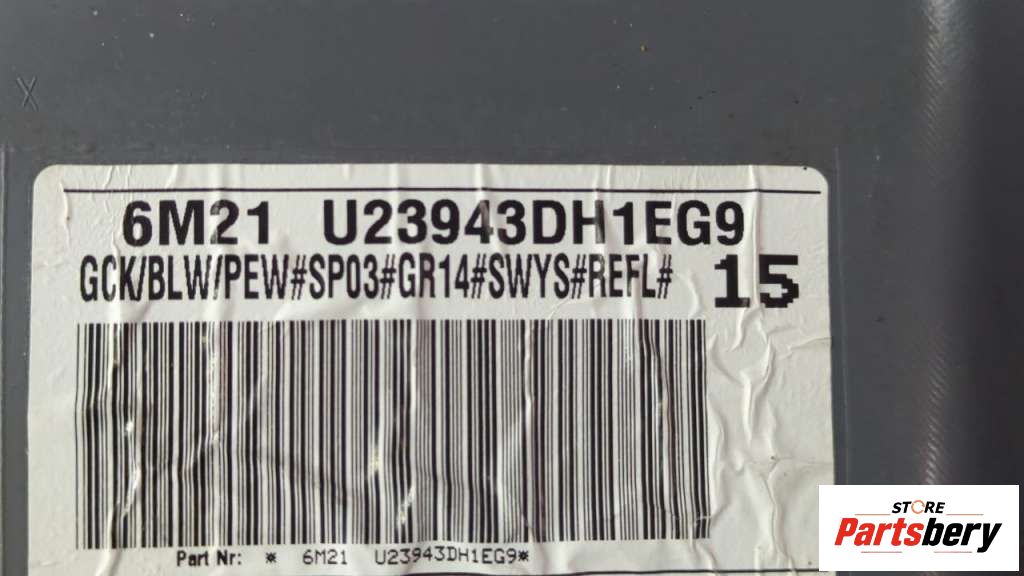 X
6M21 U23943DH1EG9
GCK/BLW/PEW#SP03#GR14#SWYS#REFL# 15
Part Nr: * 6M21 U23943DH1EG9*
STORE
Partsbery